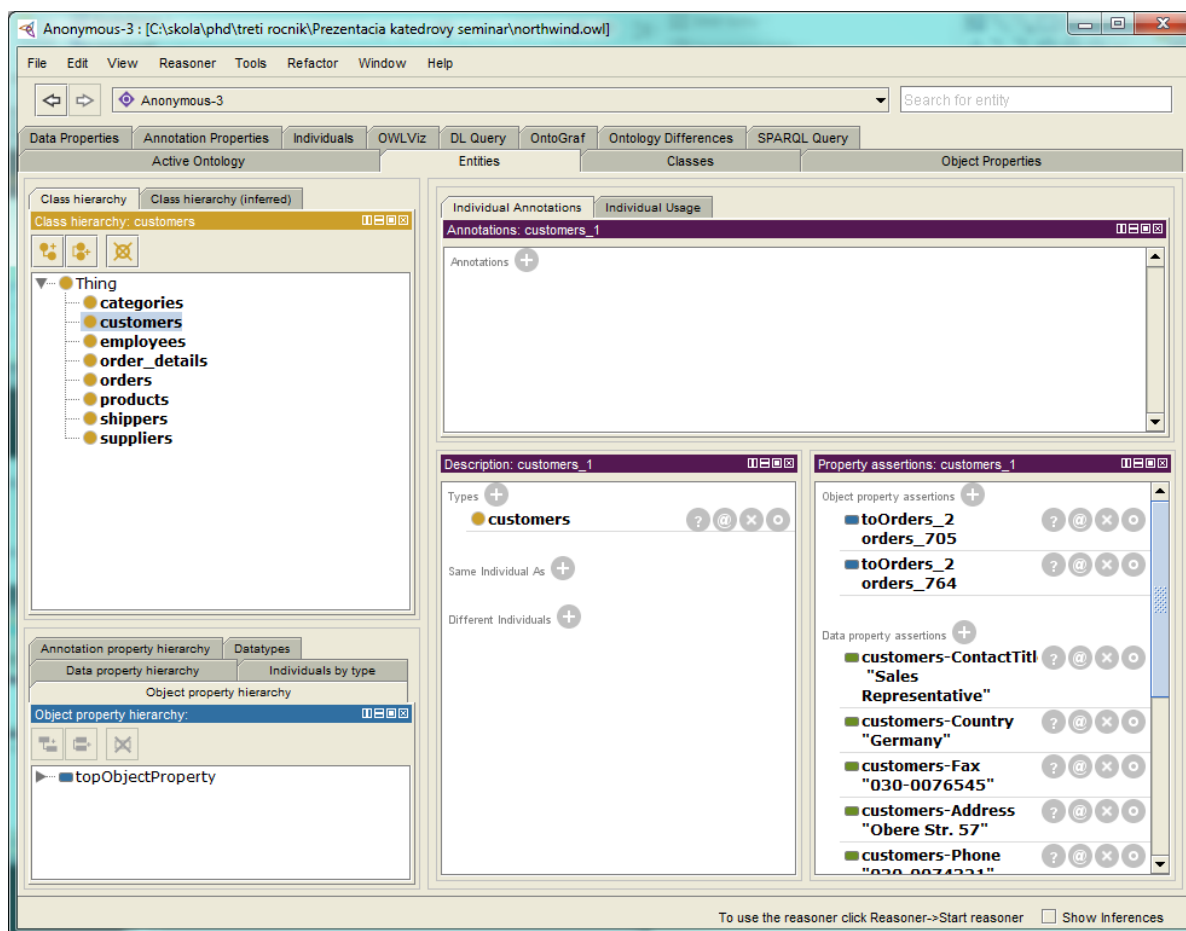 Anonymous-3 : [C:\skola\phd\treti rocnik\Prezentacia katedrovy seminar\northwind.owl]
File Edit View Reasoner Tools Refactor Window Help
Anonymous-3
Search for entity
Data Properties Annotation Properties Individuals OWLViz DL Query OntoGraf Ontology Differences SPARQL Query
Active Ontology Entities Classes Object Properties
Class hierarchy Class hierarchy (inferred)
Class hierarchy: customers
Thing
categories
customers
employees
order_details
orders
products
shippers
suppliers
Annotation property hierarchy Datatypes
Data property hierarchy Individuals by type
Object property hierarchy
Object property hierarchy:
topObjectProperty
Individual Annotations Individual Usage
Annotations: customers_1
Annotations
Description: customers_1
Types
customers
Same Individual As
Different Individuals
Property assertions: customers_1
Object property assertions
toOrders_2
orders_705
toOrders_2
orders_764
Data property assertions
customers-ContactTitl
"Sales
Representative"
customers-Country
"Germany"
customers-Fax
"030-0076545"
customers-Address
"Obere Str. 57"
customers-Phone
To use the reasoner click Reasoner->Start reasoner Show Inferences